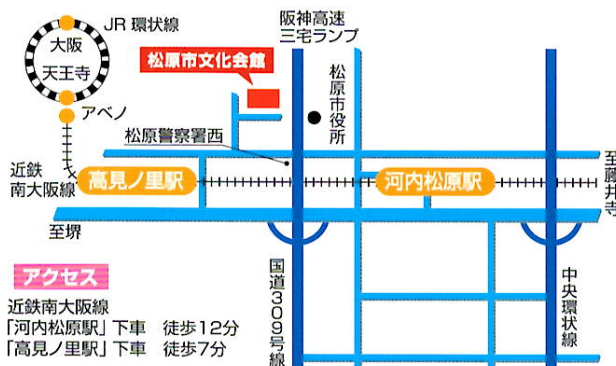 JR 環状線
大阪
天王寺
アベノ
阪神高速
三宅ランプ
松原市文化会館
松原市役所
松原警察署西
近鉄
南大阪線
高見ノ里駅
河内松原駅
至藤井寺
至堺
国道309号線
中央環状線
アクセス
近鉄南大阪線
「河内松原駅」下車 徒歩12分
「高見ノ里駅」下車 徒歩7分